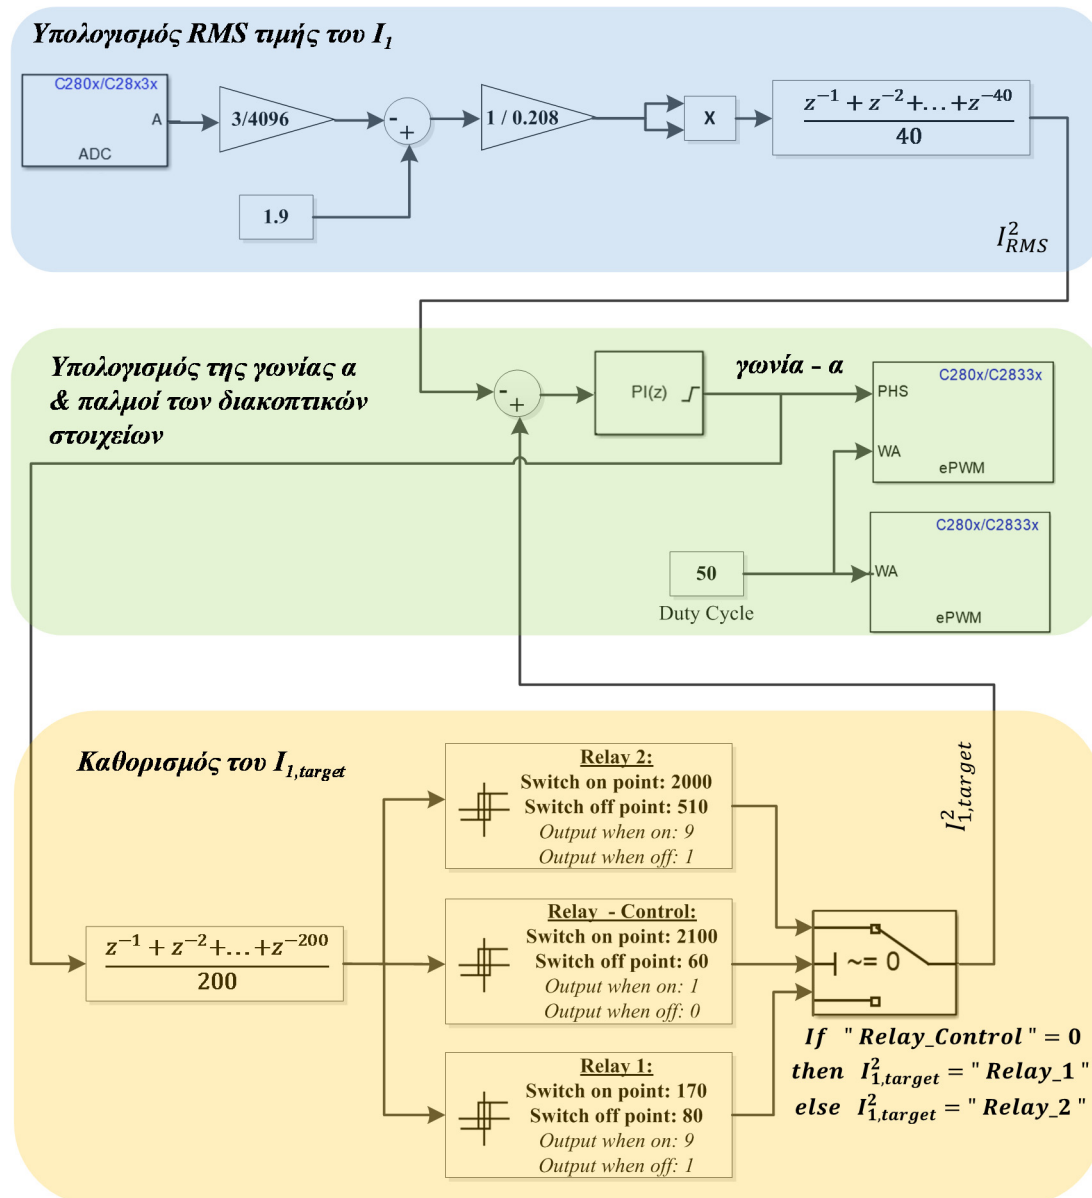 Υπολογισμός RMS τιμής του I₁
C280x/C28x3x
A
ADC
3/4096
-
+
1.9
1 / 0.208
X
z⁻¹ + z⁻² + … + z⁻⁴⁰
40
I²_RMS
Υπολογισμός της γωνίας α
& παλμοί των διακοπτικών
στοιχείων
-
+
PI(z)
γωνία - α
C280x/C2833x
PHS
WA
ePWM
50
Duty Cycle
C280x/C2833x
WA
ePWM
Καθορισμός του I₁,target
Relay 2:
Switch on point: 2000
Switch off point: 510
Output when on: 9
Output when off: 1
I²₁,target
z⁻¹ + z⁻² + … + z⁻²⁰⁰
200
Relay - Control:
Switch on point: 2100
Switch off point: 60
Output when on: 1
Output when off: 0
~= 0
Relay 1:
Switch on point: 170
Switch off point: 80
Output when on: 9
Output when off: 1
If "Relay_Control" = 0
then I²₁,target = "Relay_1"
else I²₁,target = "Relay_2"